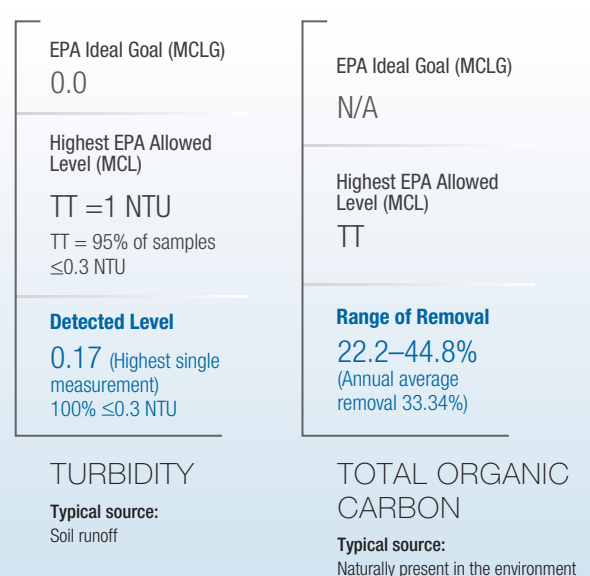 EPA Ideal Goal (MCLG)
0.0
Highest EPA Allowed
Level (MCL)
TT =1 NTU
TT = 95% of samples
≤0.3 NTU
Detected Level
0.17 (Highest single
measurement)
100% ≤0.3 NTU
TURBIDITY
Typical source:
Soil runoff
EPA Ideal Goal (MCLG)
N/A
Highest EPA Allowed
Level (MCL)
TT
Range of Removal
22.2–44.8%
(Annual average
removal 33.34%)
TOTAL ORGANIC
CARBON
Typical source:
Naturally present in the environment